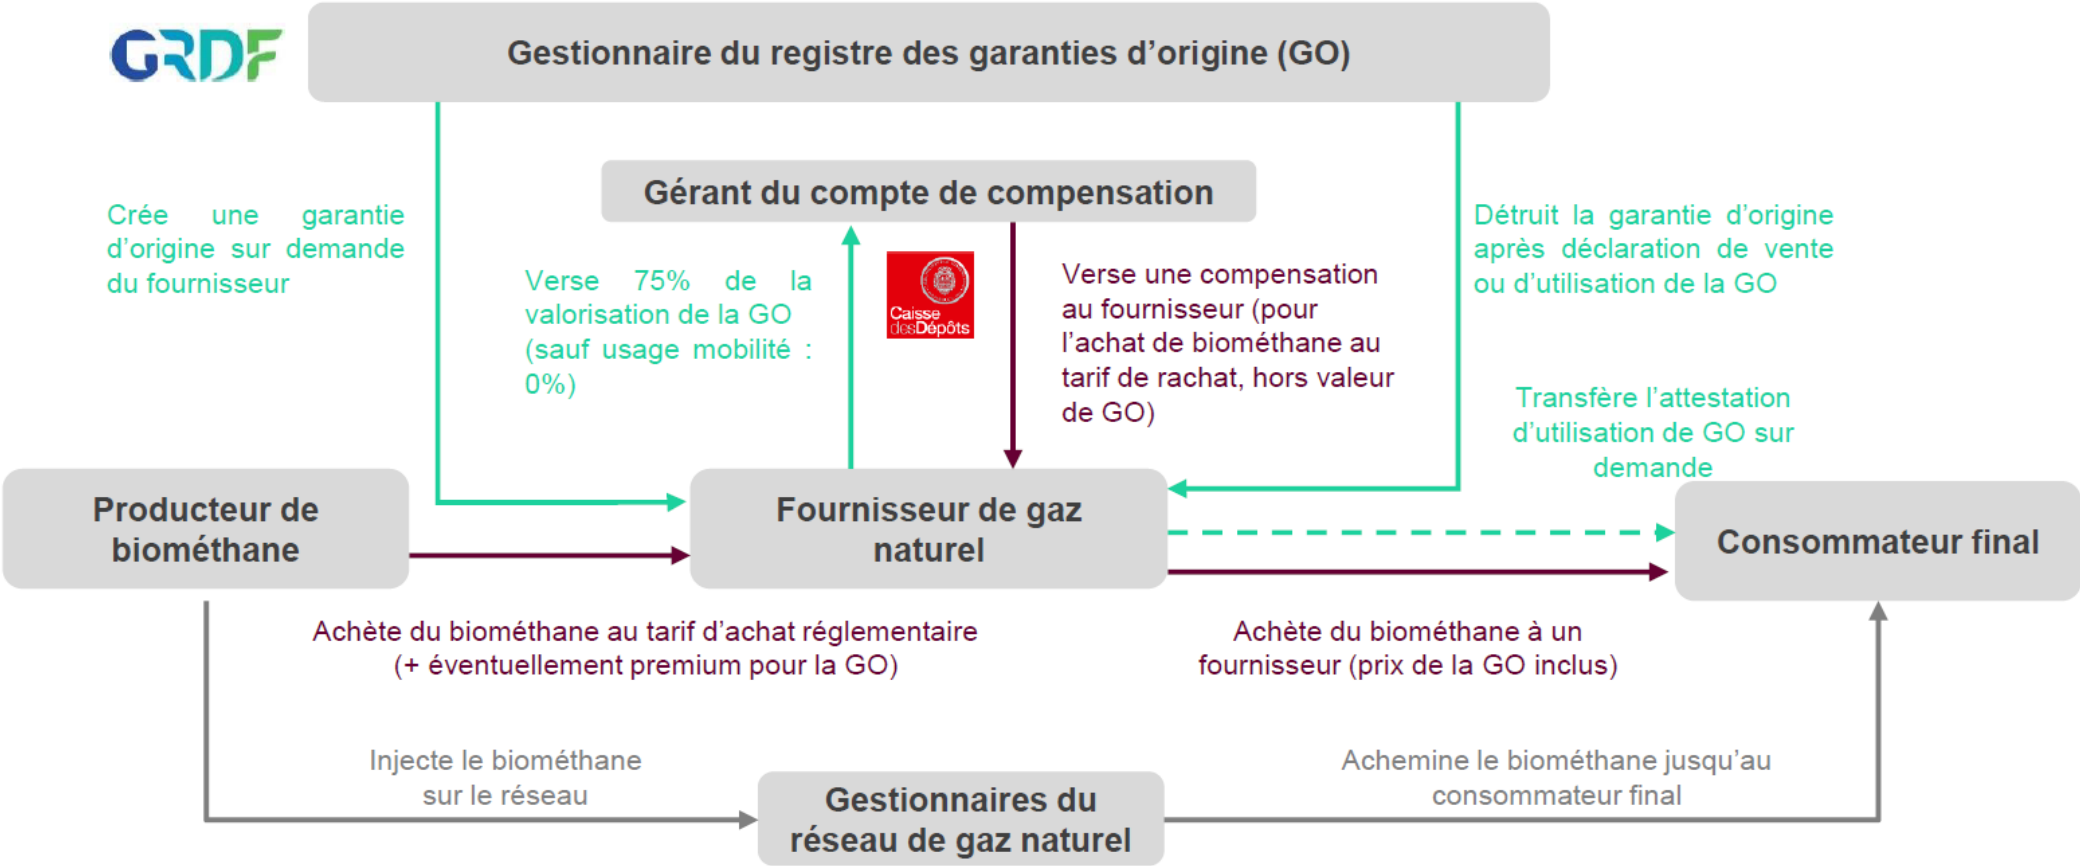 GRDF
Gestionnaire du registre des garanties d’origine (GO)
Gérant du compte de compensation
Crée une garantie
d’origine sur demande
du fournisseur
Verse 75% de la
valorisation de la GO
(sauf usage mobilité :
0%)
Caisse
desDépôts
Verse une compensation
au fournisseur (pour
l’achat de biométhane au
tarif de rachat, hors valeur
de GO)
Détruit la garantie d’origine
après déclaration de vente
ou d’utilisation de la GO
Transfère l’attestation
d’utilisation de GO sur
demande
Producteur de
biométhane
Fournisseur de gaz
naturel
Consommateur final
Achète du biométhane au tarif d’achat réglementaire
(+ éventuellement premium pour la GO)
Achète du biométhane à un
fournisseur (prix de la GO inclus)
Injecte le biométhane
sur le réseau
Gestionnaires du
réseau de gaz naturel
Achemine le biométhane jusqu’au
consommateur final